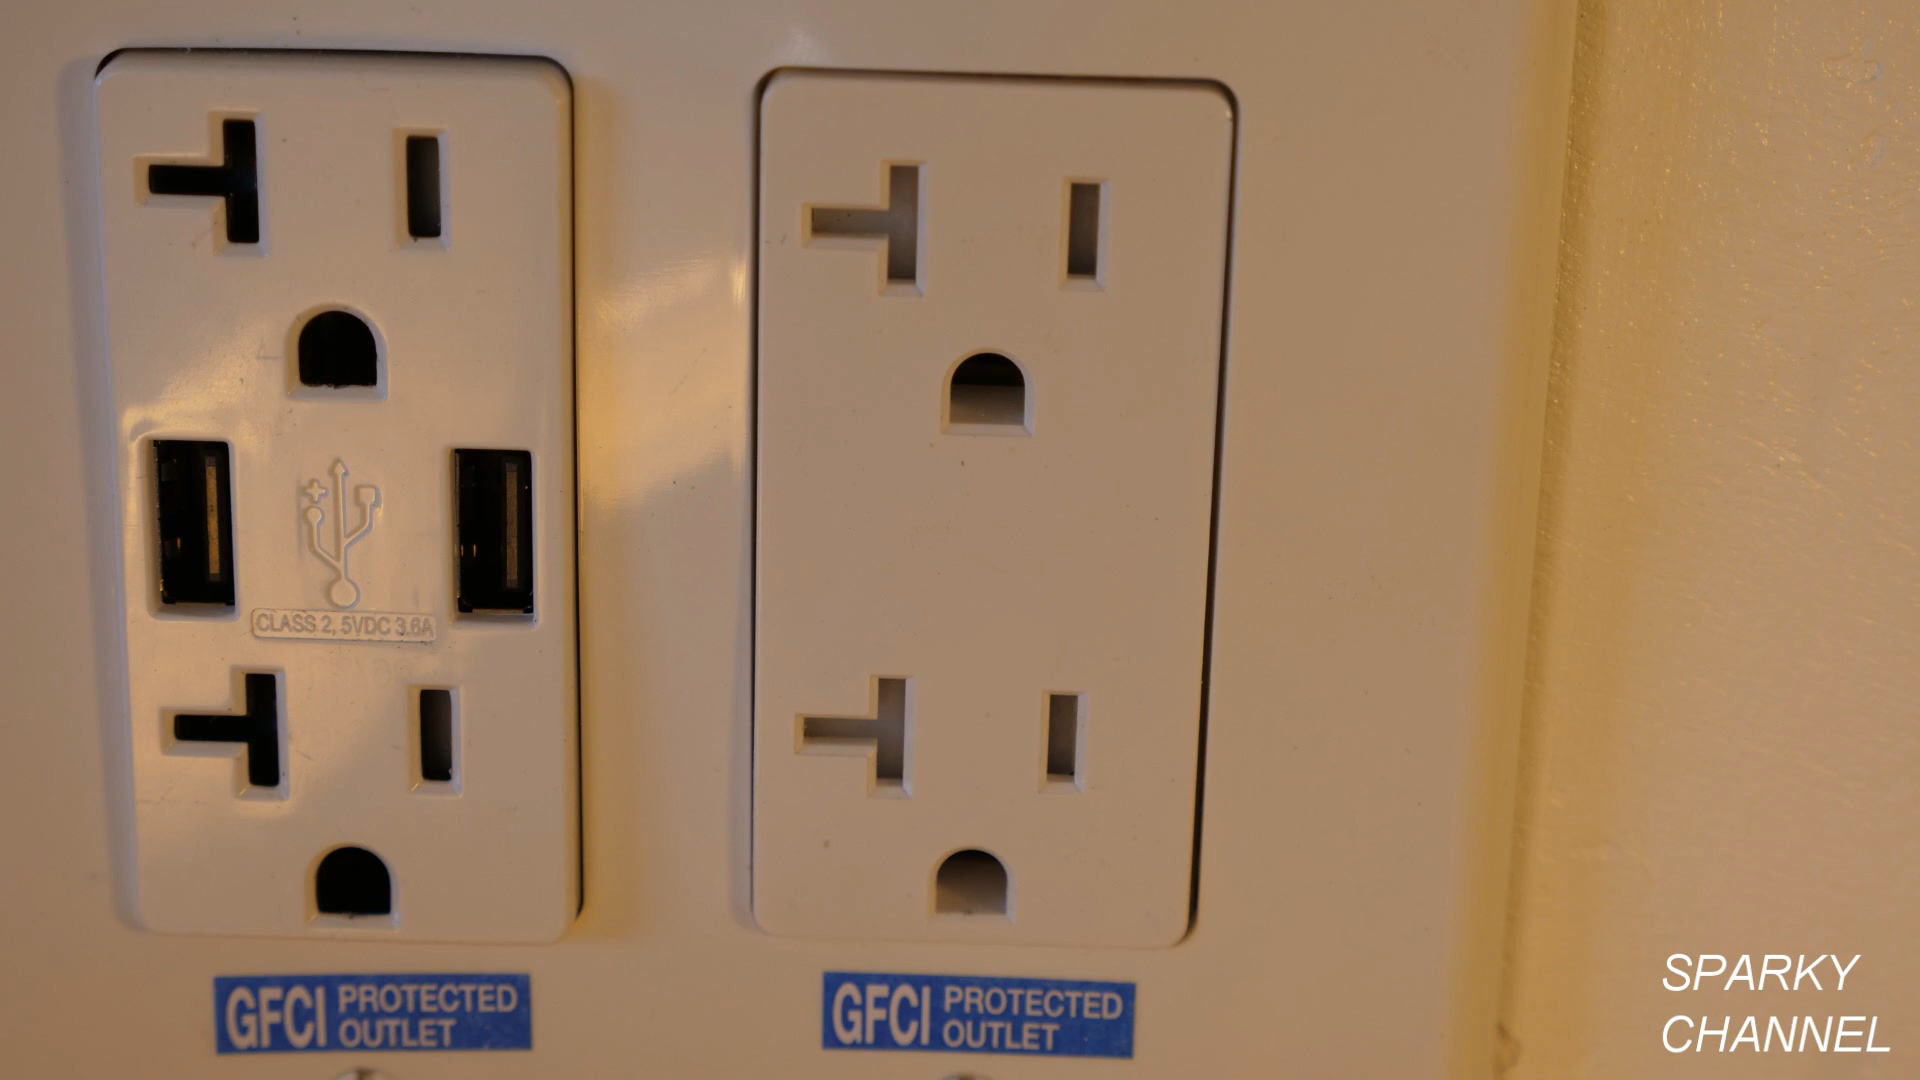 CLASS 2, 5VDC 3.6A
GFCI PROTECTED
OUTLET
GFCI PROTECTED
OUTLET
SPARKY
CHANNEL